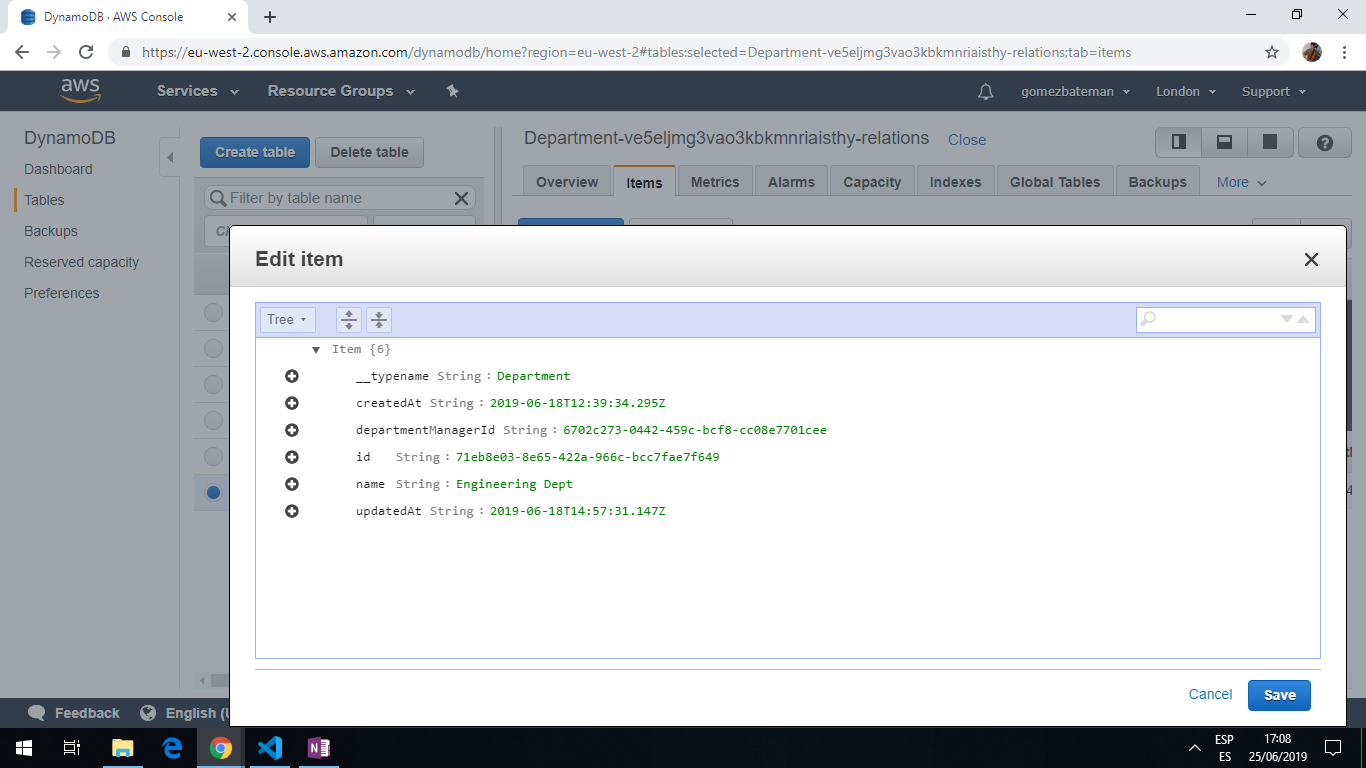 DynamoDB · AWS Console
https://eu-west-2.console.aws.amazon.com/dynamodb/home?region=eu-west-2#tables:selected=Department-ve5eljmg3vao3kbkmnriaisthy-relations;tab=items
aws Services Resource Groups gomezbateman London Support
DynamoDB
Dashboard
Tables
Backups
Reserved capacity
Preferences
Create table Delete table
Filter by table name
Department-ve5eljmg3vao3kbkmnriaisthy-relations Close
Overview Items Metrics Alarms Capacity Indexes Global Tables Backups More
Edit item
Tree
Item {6}
__typename String : Department
createdAt String : 2019-06-18T12:39:34.295Z
departmentManagerId String : 6702c273-0442-459c-bcf8-cc08e7701cee
id String : 71eb8e03-8e65-422a-966c-bcc7fae7f649
name String : Engineering Dept
updatedAt String : 2019-06-18T14:57:31.147Z
Cancel Save
Feedback English (
ESP
ES
17:08
25/06/2019